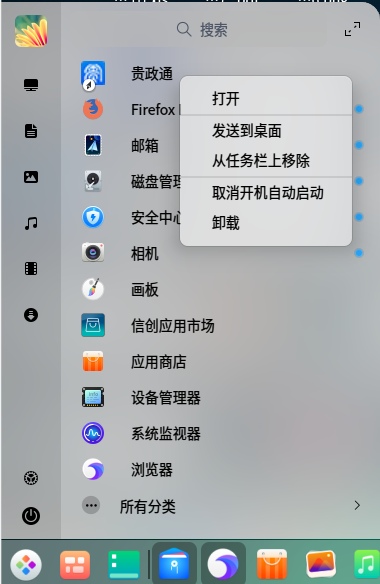 搜索
贵政通
Firefox
邮箱
磁盘管理
安全中心
相机
画板
信创应用市场
应用商店
设备管理器
系统监视器
浏览器
所有分类
打开
发送到桌面
从任务栏上移除
取消开机自动启动
卸载